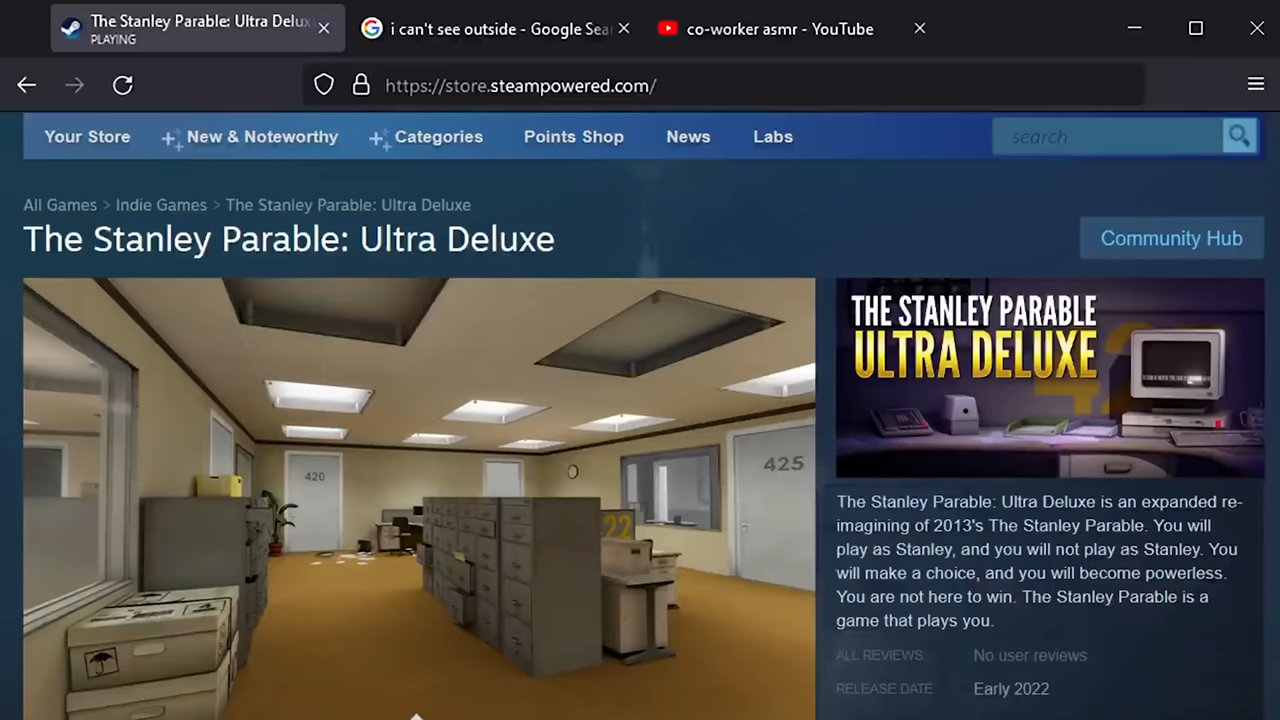 The Stanley Parable: Ultra Delux
PLAYING
i can't see outside - Google Sea
co-worker asmr - YouTube
https://store.steampowered.com/
Your Store
New & Noteworthy
Categories
Points Shop
News
Labs
search
All Games > Indie Games > The Stanley Parable: Ultra Deluxe
The Stanley Parable: Ultra Deluxe
Community Hub
420
425
22
THE STANLEY PARABLE
ULTRA DELUXE
The Stanley Parable: Ultra Deluxe is an expanded re-
imagining of 2013's The Stanley Parable. You will
play as Stanley, and you will not play as Stanley. You
will make a choice, and you will become powerless.
You are not here to win. The Stanley Parable is a
game that plays you.
ALL REVIEWS No user reviews
RELEASE DATE Early 2022